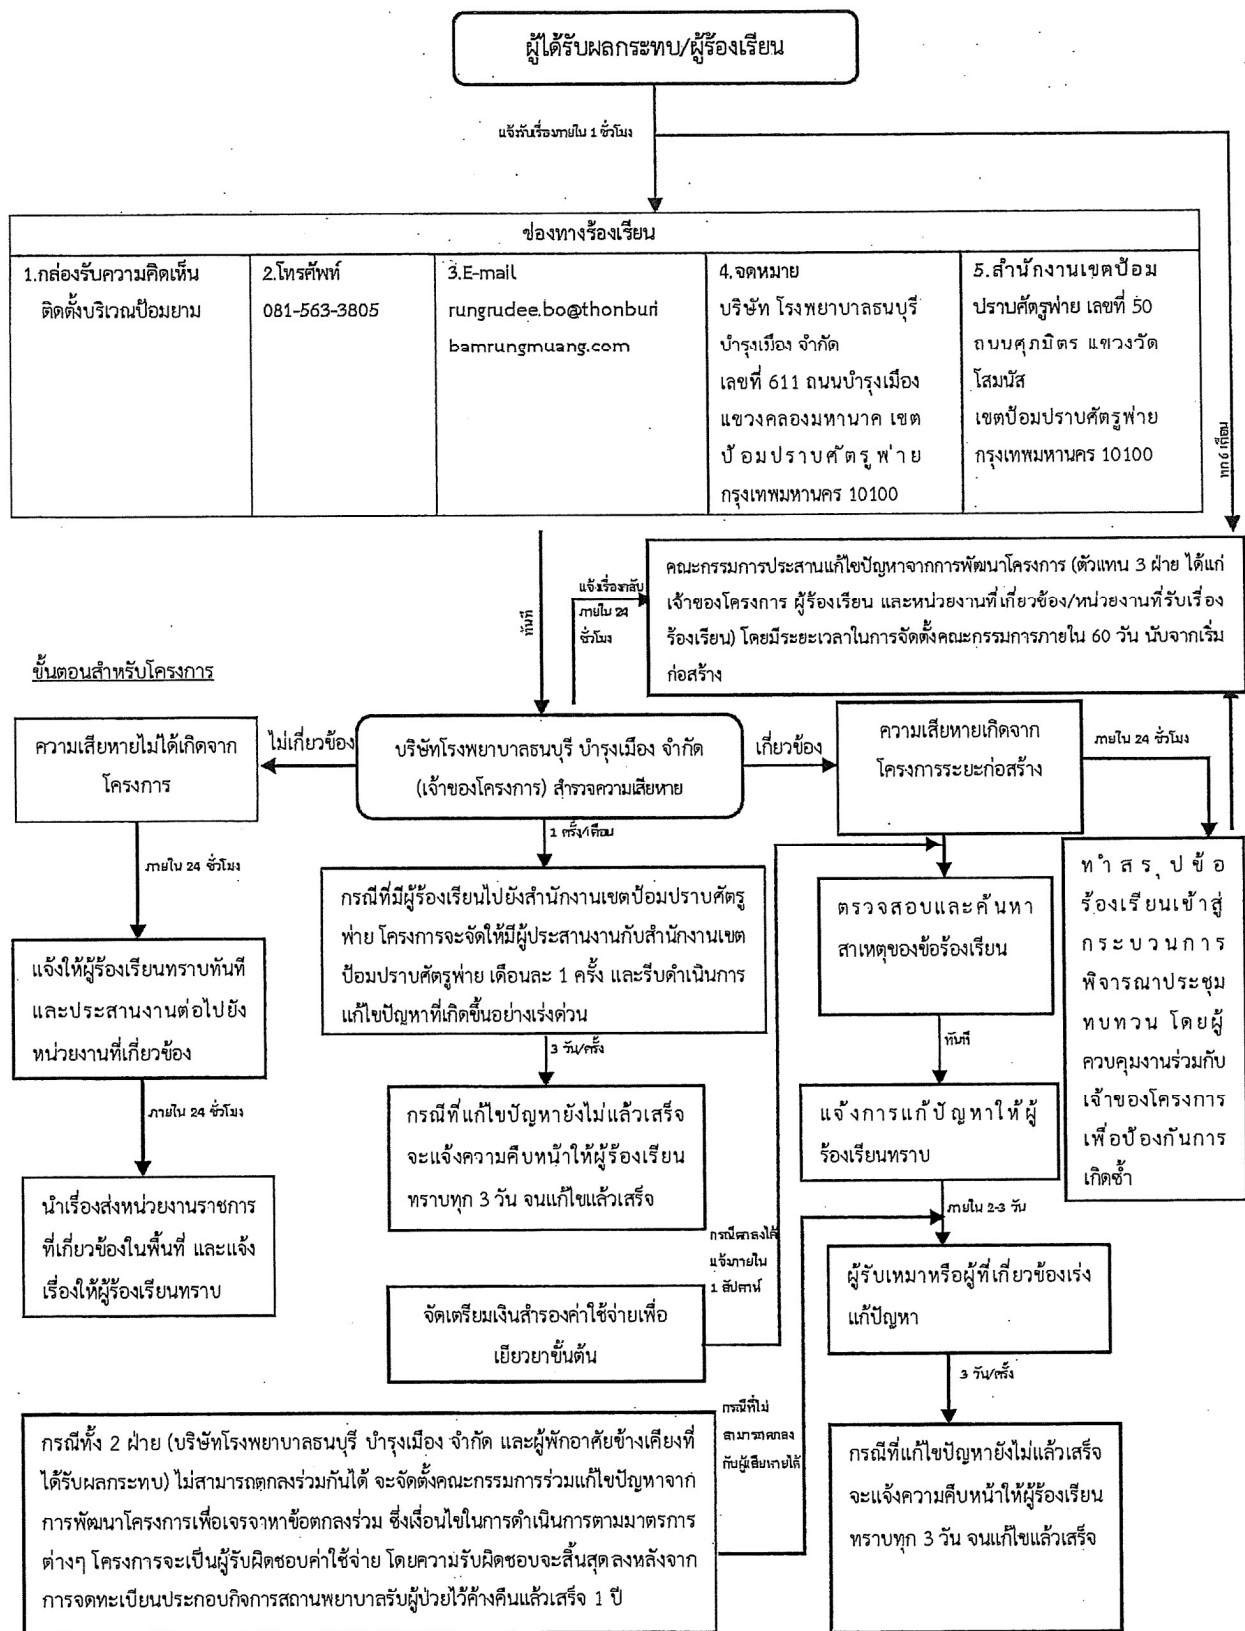 ผู้ได้รับผลกระทบ/ผู้ร้องเรียน
แจ้งรับเรื่องภายใน 1 ชั่วโมง
ช่องทางร้องเรียน
1.กล่องรับความคิดเห็น
ติดตั้งบริเวณป้อมยาม
2.โทรศัพท์
081-563-3805
3.E-mail
rungrudee.bo@thonburi
bamrungmuang.com
4.จดหมาย
บริษัท โรงพยาบาลธนบุรี
บำรุงเมือง จำกัด
เลขที่ 611 ถนนบำรุงเมือง
แขวงคลองมหานาค เขต
ป้อมปราบศัตรูพ่าย
กรุงเทพมหานคร 10100
5.สำนักงานเขตป้อม
ปราบศัตรูพ่าย เลขที่ 50
ถนนศุภมิตร แขวงวัด
โสมนัส
เขตป้อมปราบศัตรูพ่าย
กรุงเทพมหานคร 10100
ทุก 6 เดือน
ทันที
แจ้งเรื่องกลับ
ภายใน 24
ชั่วโมง
คณะกรรมการประสานแก้ไขปัญหาจากการพัฒนาโครงการ (ตัวแทน 3 ฝ่าย ได้แก่
เจ้าของโครงการ ผู้ร้องเรียน และหน่วยงานที่เกี่ยวข้อง/หน่วยงานที่รับเรื่อง
ร้องเรียน) โดยมีระยะเวลาในการจัดตั้งคณะกรรมการภายใน 60 วัน นับจากเริ่ม
ก่อสร้าง
ขั้นตอนสำหรับโครงการ
ความเสียหายไม่ได้เกิดจาก
โครงการ
ไม่เกี่ยวข้อง
บริษัทโรงพยาบาลธนบุรี บำรุงเมือง จำกัด
(เจ้าของโครงการ) สำรวจความเสียหาย
เกี่ยวข้อง
ความเสียหายเกิดจาก
โครงการระยะก่อสร้าง
ภายใน 24 ชั่วโมง
ภายใน 24 ชั่วโมง
1 ครั้ง/เดือน
แจ้งให้ผู้ร้องเรียนทราบทันที
และประสานงานต่อไปยัง
หน่วยงานที่เกี่ยวข้อง
ภายใน 24 ชั่วโมง
นำเรื่องส่งหน่วยงานราชการ
ที่เกี่ยวข้องในพื้นที่ และแจ้ง
เรื่องให้ผู้ร้องเรียนทราบ
กรณีที่มีผู้ร้องเรียนไปยังสำนักงานเขตป้อมปราบศัตรู
พ่าย โครงการจะจัดให้มีผู้ประสานงานกับสำนักงานเขต
ป้อมปราบศัตรูพ่าย เดือนละ 1 ครั้ง และรีบดำเนินการ
แก้ไขปัญหาที่เกิดขึ้นอย่างเร่งด่วน
3 วัน/ครั้ง
กรณีที่แก้ไขปัญหายังไม่แล้วเสร็จ
จะแจ้งความคืบหน้าให้ผู้ร้องเรียน
ทราบทุก 3 วัน จนแก้ไขแล้วเสร็จ
จัดเตรียมเงินสำรองค่าใช้จ่ายเพื่อ
เยียวยาขั้นต้น
กรณีตกลงได้
แจ้งภายใน
1 สัปดาห์
ตรวจสอบและค้นหา
สาเหตุของข้อร้องเรียน
ทันที
แจ้งการแก้ปัญหาให้ผู้
ร้องเรียนทราบ
ภายใน 2-3 วัน
ผู้รับเหมาหรือผู้ที่เกี่ยวข้องเร่ง
แก้ปัญหา
3 วัน/ครั้ง
กรณีที่แก้ไขปัญหายังไม่แล้วเสร็จ
จะแจ้งความคืบหน้าให้ผู้ร้องเรียน
ทราบทุก 3 วัน จนแก้ไขแล้วเสร็จ
ทำสรุปข้อ
ร้องเรียนเข้าสู่
กระบวนการ
พิจารณาประชุม
ทบทวน โดยผู้
ควบคุมงานร่วมกับ
เจ้าของโครงการ
เพื่อป้องกันการ
เกิดซ้ำ
กรณีทั้ง 2 ฝ่าย (บริษัทโรงพยาบาลธนบุรี บำรุงเมือง จำกัด และผู้พักอาศัยข้างเคียงที่
ได้รับผลกระทบ) ไม่สามารถตกลงร่วมกันได้ จะจัดตั้งคณะกรรมการร่วมแก้ไขปัญหาจาก
การพัฒนาโครงการเพื่อเจรจาหาข้อตกลงร่วม ซึ่งเงื่อนไขในการดำเนินการตามมาตรการ
ต่างๆ โครงการจะเป็นผู้รับผิดชอบค่าใช้จ่าย โดยความรับผิดชอบจะสิ้นสุดลงหลังจาก
การจดทะเบียนประกอบกิจการสถานพยาบาลรับผู้ป่วยไว้ค้างคืนแล้วเสร็จ 1 ปี
กรณีที่ไม่
สามารถตกลง
กับผู้เสียหายได้